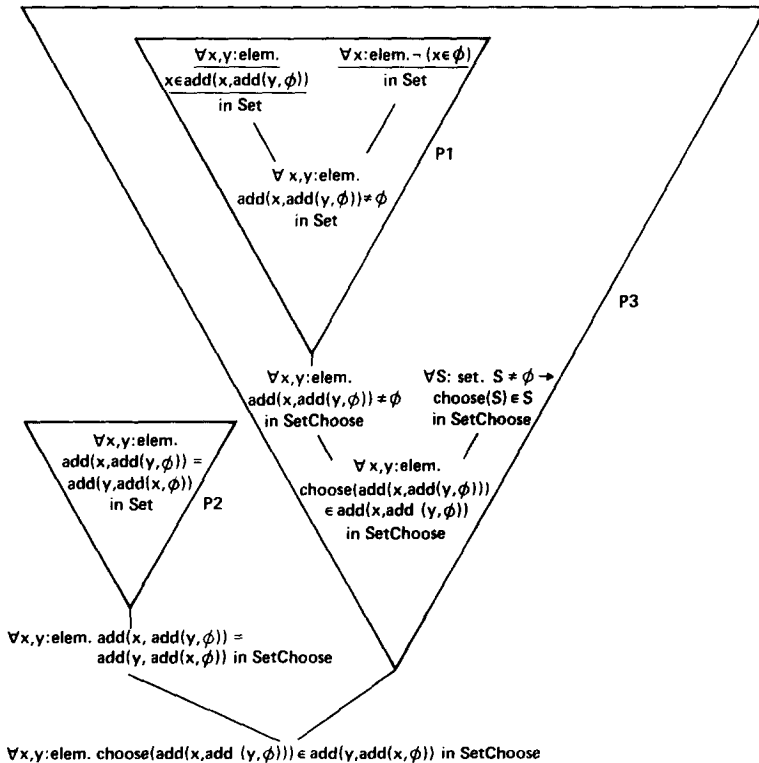 ∀x,y:elem.
x∈add(x,add(y,ϕ))
in Set
∀x:elem.¬ (x∈ϕ)
in Set
∀ x,y:elem.
add(x,add(y,ϕ)) ≠ ϕ
in Set
P1
P3
∀x,y:elem.
add(x,add(y,ϕ)) ≠ ϕ
in SetChoose
∀S: set. S ≠ ϕ →
choose(S) ∈ S
in SetChoose
∀ x,y:elem.
choose(add(x,add(y,ϕ)))
∈ add(x,add (y,ϕ))
in SetChoose
∀x,y:elem.
add(x,add(y,ϕ)) =
add(y,add(x,ϕ))
in Set
P2
∀x,y:elem. add(x, add(y,ϕ)) =
add(y, add(x,ϕ)) in SetChoose
∀x,y:elem. choose(add(x,add (y,ϕ))) ∈ add(y,add(x,ϕ)) in SetChoose